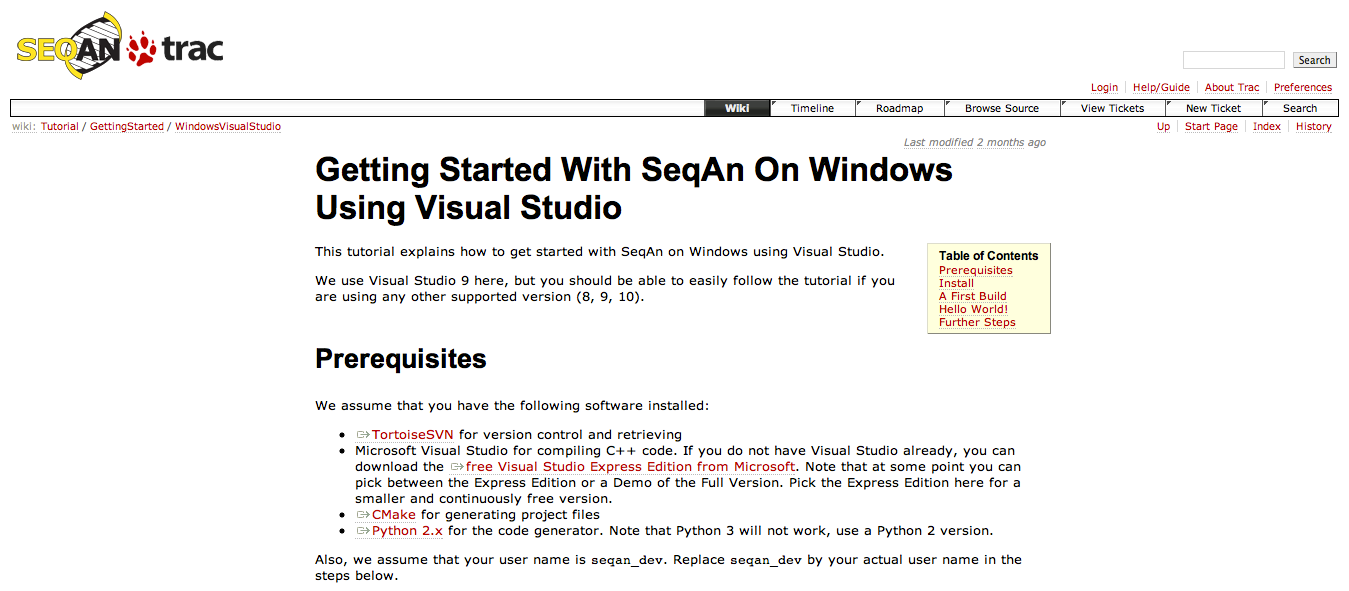 SEQAN trac
Search
Login Help/Guide About Trac Preferences
Wiki Timeline Roadmap Browse Source View Tickets New Ticket Search
wiki: Tutorial / GettingStarted / WindowsVisualStudio
Up Start Page Index History
Last modified 2 months ago
Getting Started With SeqAn On Windows
Using Visual Studio
This tutorial explains how to get started with SeqAn on Windows using Visual Studio.
We use Visual Studio 9 here, but you should be able to easily follow the tutorial if you
are using any other supported version (8, 9, 10).
Table of Contents
Prerequisites
Install
A First Build
Hello World!
Further Steps
Prerequisites
We assume that you have the following software installed:
• TortoiseSVN for version control and retrieving
• Microsoft Visual Studio for compiling C++ code. If you do not have Visual Studio already, you can
download the free Visual Studio Express Edition from Microsoft. Note that at some point you can
pick between the Express Edition or a Demo of the Full Version. Pick the Express Edition here for a
smaller and continuously free version.
• CMake for generating project files
• Python 2.x for the code generator. Note that Python 3 will not work, use a Python 2 version.
Also, we assume that your user name is seqan_dev. Replace seqan_dev by your actual user name in the
steps below.